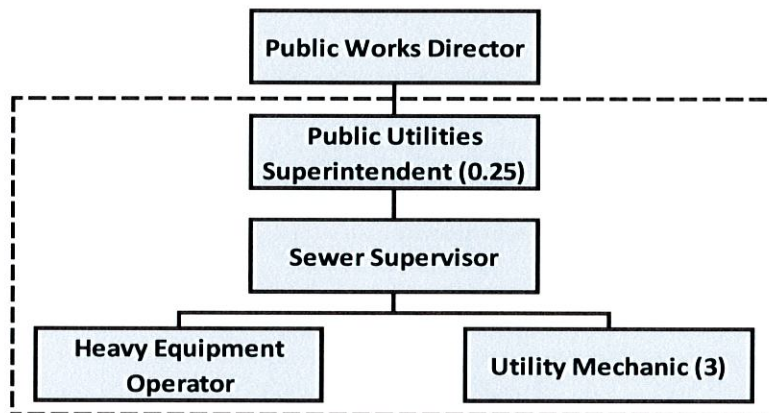 Public Works Director
Public Utilities
Superintendent (0.25)
Sewer Supervisor
Heavy Equipment
Operator
Utility Mechanic (3)